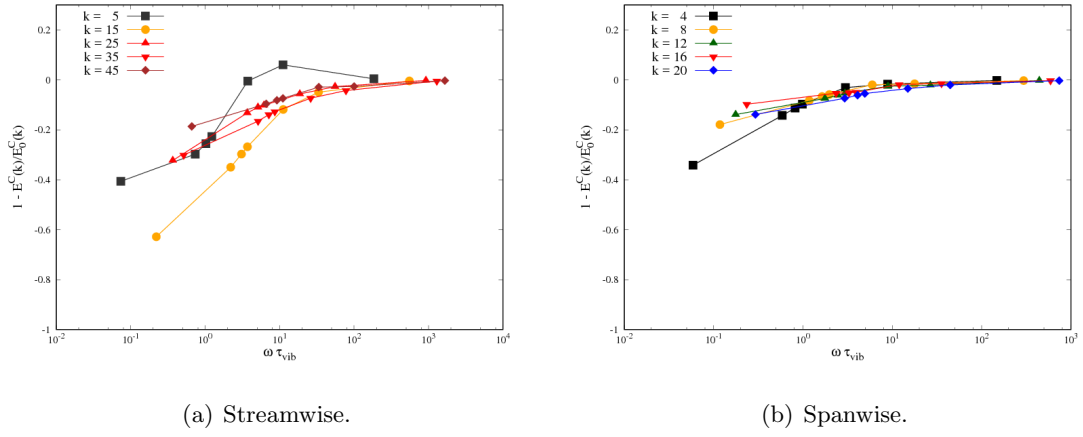 k = 5
k = 15
k = 25
k = 35
k = 45
0.2
0
-0.2
-0.4
-0.6
-0.8
-1
1 - E^C(k)/E_0^C(k)
10^-2
10^-1
10^0
10^1
10^2
10^3
10^4
ω τ_vib
(a) Streamwise.
k = 4
k = 8
k = 12
k = 16
k = 20
0.2
0
-0.2
-0.4
-0.6
-0.8
-1
1 - E^C(k)/E_0^C(k)
10^-2
10^-1
10^0
10^1
10^2
10^3
ω τ_vib
(b) Spanwise.